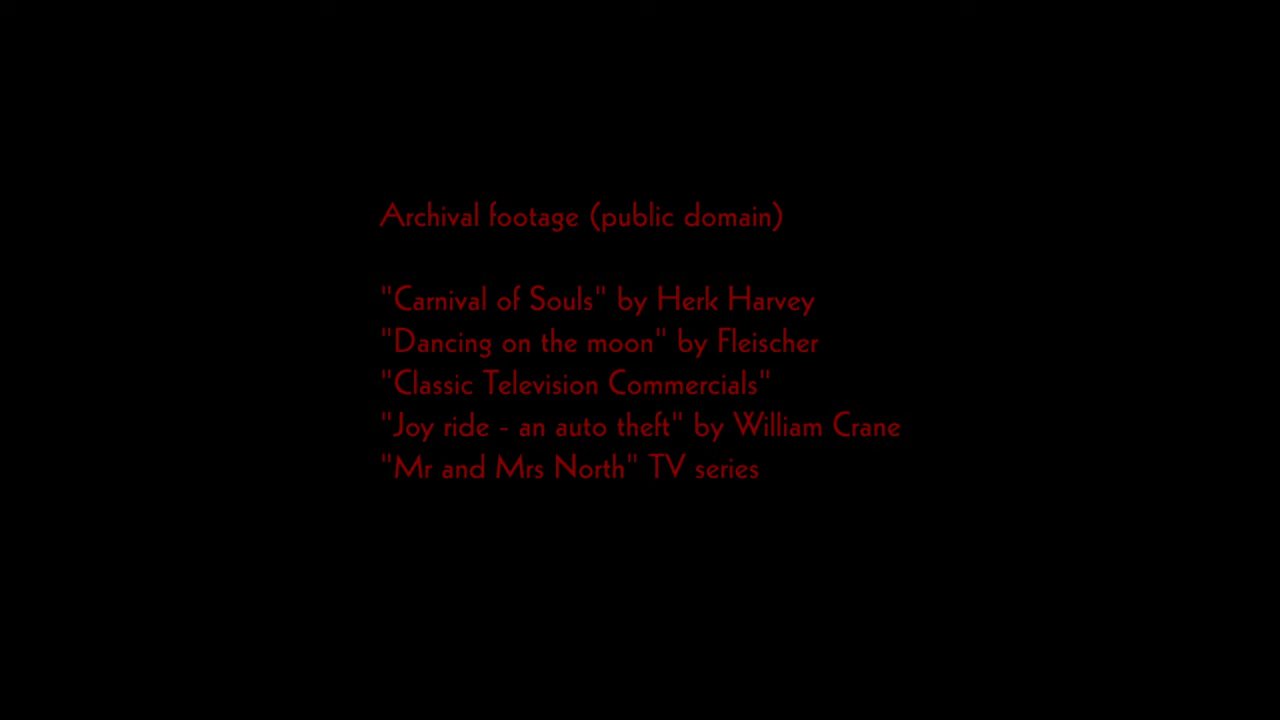 Archival footage (public domain)
"Carnival of Souls" by Herk Harvey
"Dancing on the moon" by Fleischer
"Classic Television Commercials"
"Joy ride - an auto theft" by William Crane
"Mr and Mrs North" TV series